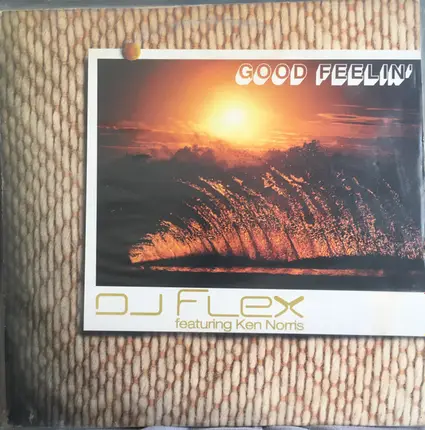 GOOD FEELIN'
DJ FLEX
featuring Ken Norris